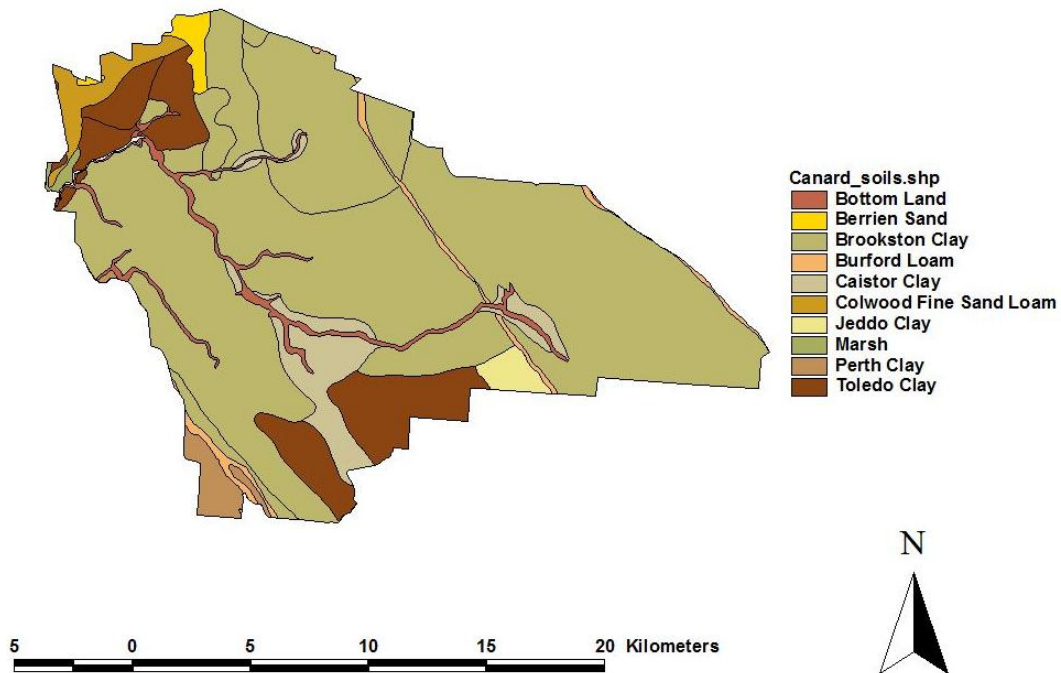 Canard_soils.shp
Bottom Land
Berrien Sand
Brookston Clay
Burford Loam
Caistor Clay
Colwood Fine Sand Loam
Jeddo Clay
Marsh
Perth Clay
Toledo Clay
N
5 0 5 10 15 20 Kilometers